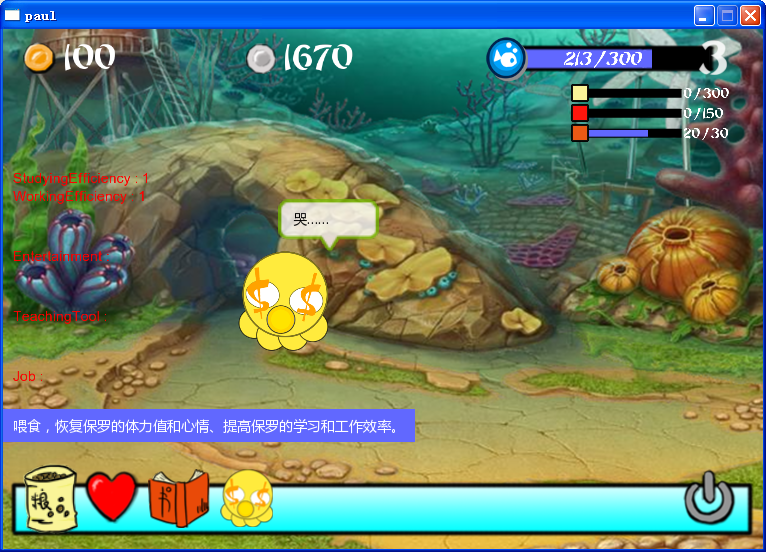 paul
100
1670
213/300
3
0/300
0/150
20/30
StudyingEfficiency : 1
WorkingEfficiency : 1
哭……
Entertainment
TeachingTool
Job :
喂食，恢复保罗的体力值和心情、提高保罗的学习和工作效率。
粮
书